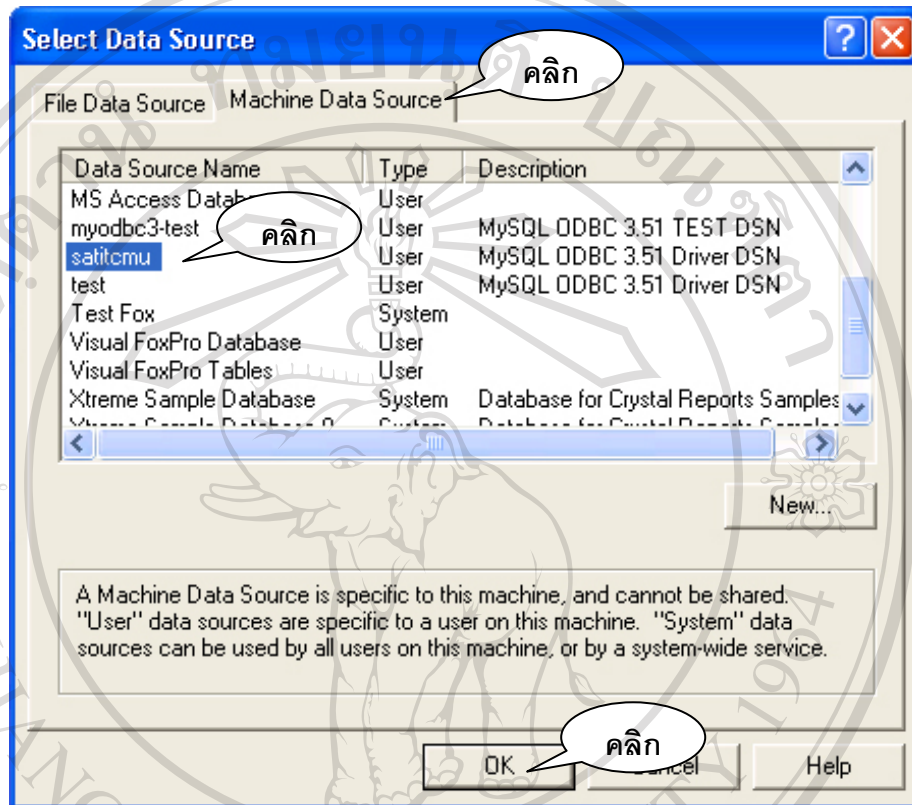 Select Data Source
คลิก
File Data Source Machine Data Source
Data Source Name Type Description
MS Access Databa User
myodbc3-test User MySQL ODBC 3.51 TEST DSN
คลิก
satitcmu User MySQL ODBC 3.51 Driver DSN
test User MySQL ODBC 3.51 Driver DSN
Test Fox System
Visual FoxPro Database User
Visual FoxPro Tables User
Xtreme Sample Database System Database for Crystal Reports Samples
New...
A Machine Data Source is specific to this machine, and cannot be shared.
"User" data sources are specific to a user on this machine. "System" data
sources can be used by all users on this machine, or by a system-wide service.
คลิก
OK Cancel Help
1964